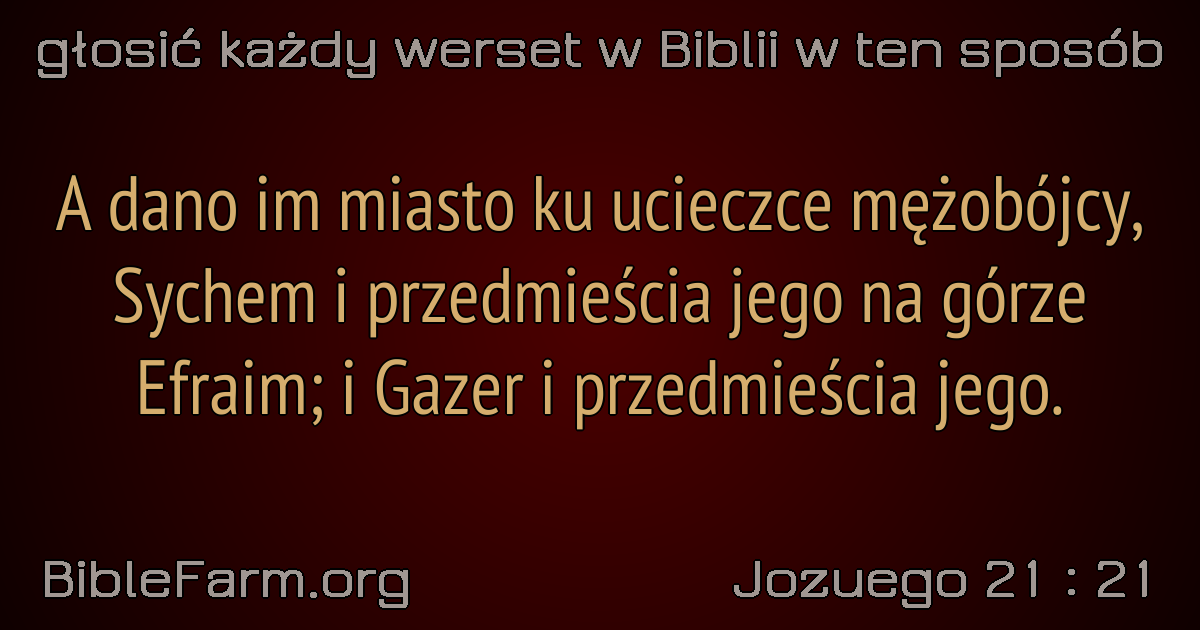 głosić każdy werset w Biblii w ten sposób
A dano im miasto ku ucieczce mężobójcy,
Sychem i przedmieścia jego na górze
Efraim; i Gazer i przedmieścia jego.
BibleFarm.org
Jozuego 21 : 21